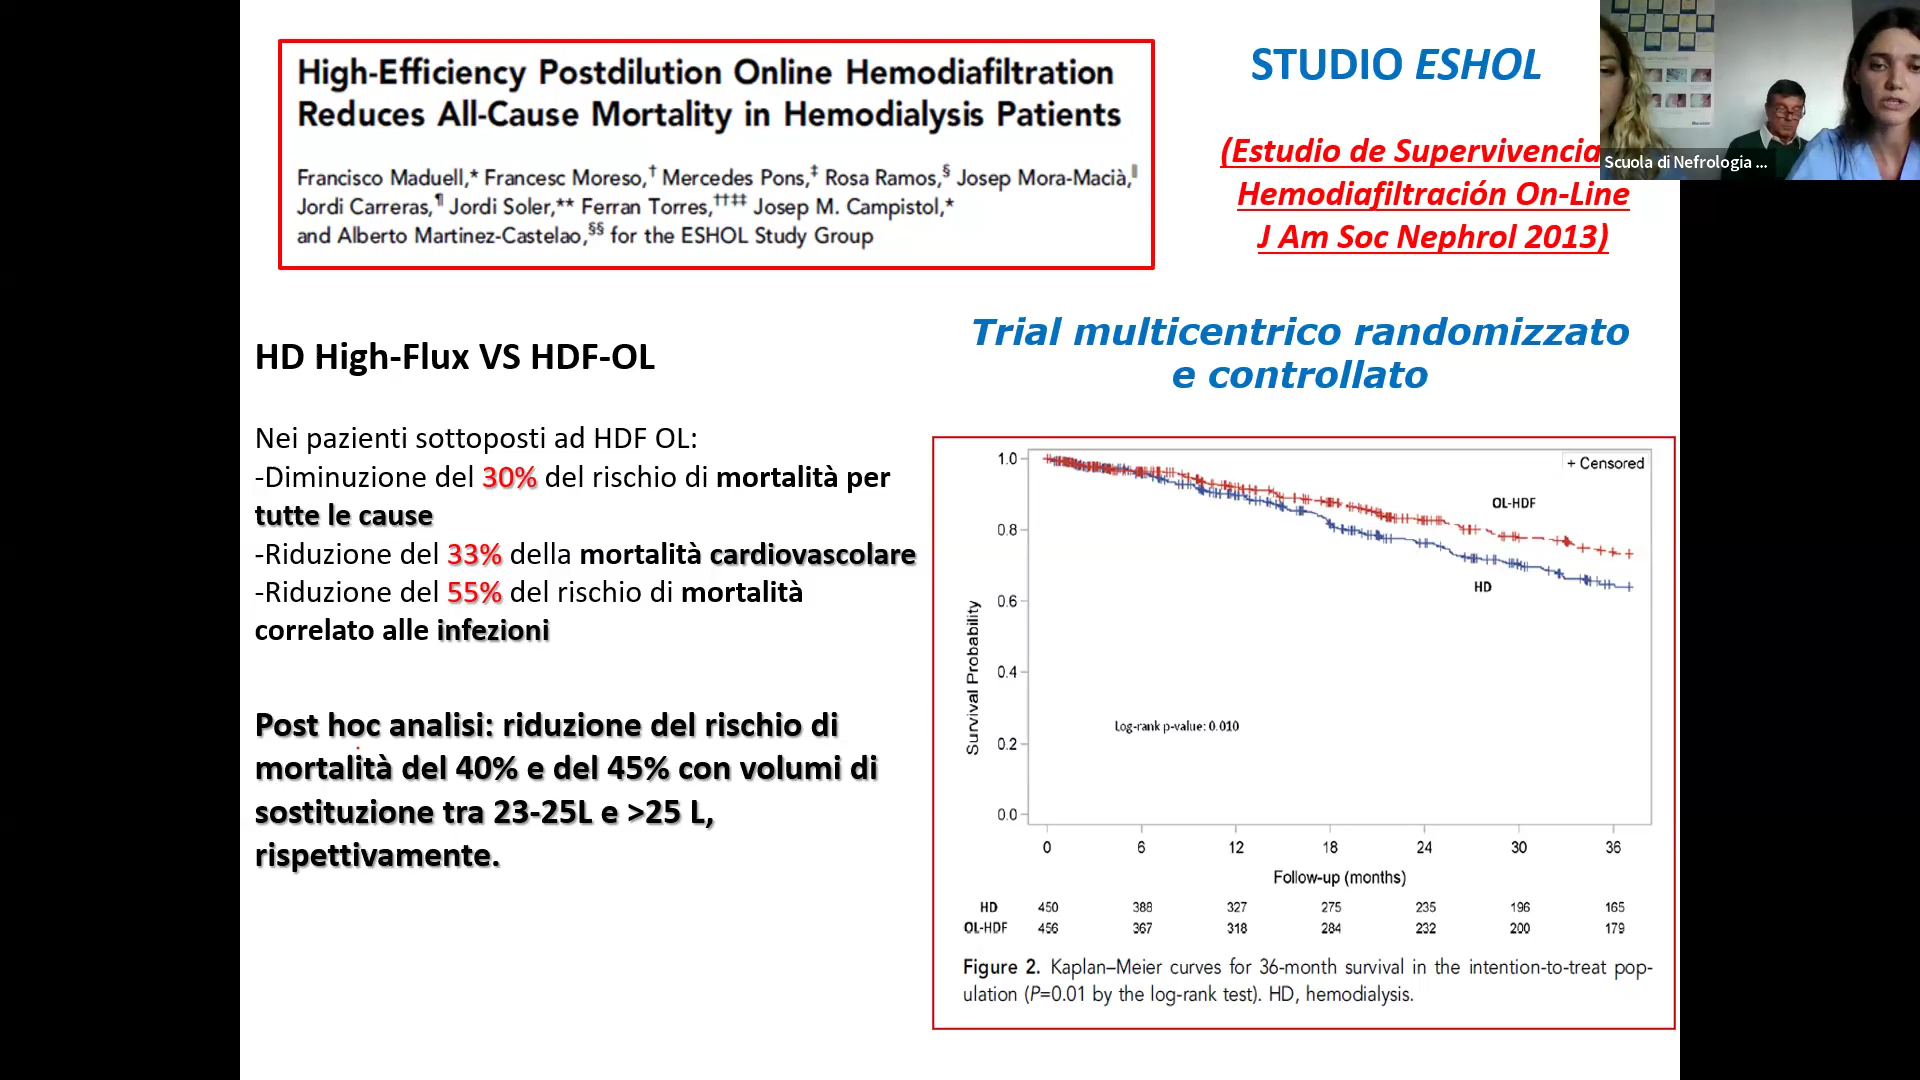 High-Efficiency Postdilution Online Hemodiafiltration
Reduces All-Cause Mortality in Hemodialysis Patients
Francisco Maduell,* Francesc Moreso,† Mercedes Pons,‡ Rosa Ramos,§ Josep Mora-Macià,‖
Jordi Carreras,¶ Jordi Soler,** Ferran Torres,††‡‡ Josep M. Campistol,*
and Alberto Martinez-Castelao,§§ for the ESHOL Study Group
STUDIO ESHOL
(Estudio de Supervivencia
Hemodiafiltración On-Line
J Am Soc Nephrol 2013)
Scuola di Nefrologia ...
HD High-Flux VS HDF-OL
Nei pazienti sottoposti ad HDF OL:
-Diminuzione del 30% del rischio di mortalità per
tutte le cause
-Riduzione del 33% della mortalità cardiovascolare
-Riduzione del 55% del rischio di mortalità
correlato alle infezioni
Post hoc analisi: riduzione del rischio di
mortalità del 40% e del 45% con volumi di
sostituzione tra 23-25L e >25 L,
rispettivamente.
Trial multicentrico randomizzato
e controllato
+ Censored
OL-HDF
HD
Log-rank p-value: 0.010
Survival Probability
1.0
0.8
0.6
0.4
0.2
0.0
0 6 12 18 24 30 36
Follow-up (months)
HD 450 388 327 275 235 196 165
OL-HDF 456 367 318 284 232 200 179
Figure 2. Kaplan–Meier curves for 36-month survival in the intention-to-treat pop-
ulation (P=0.01 by the log-rank test). HD, hemodialysis.